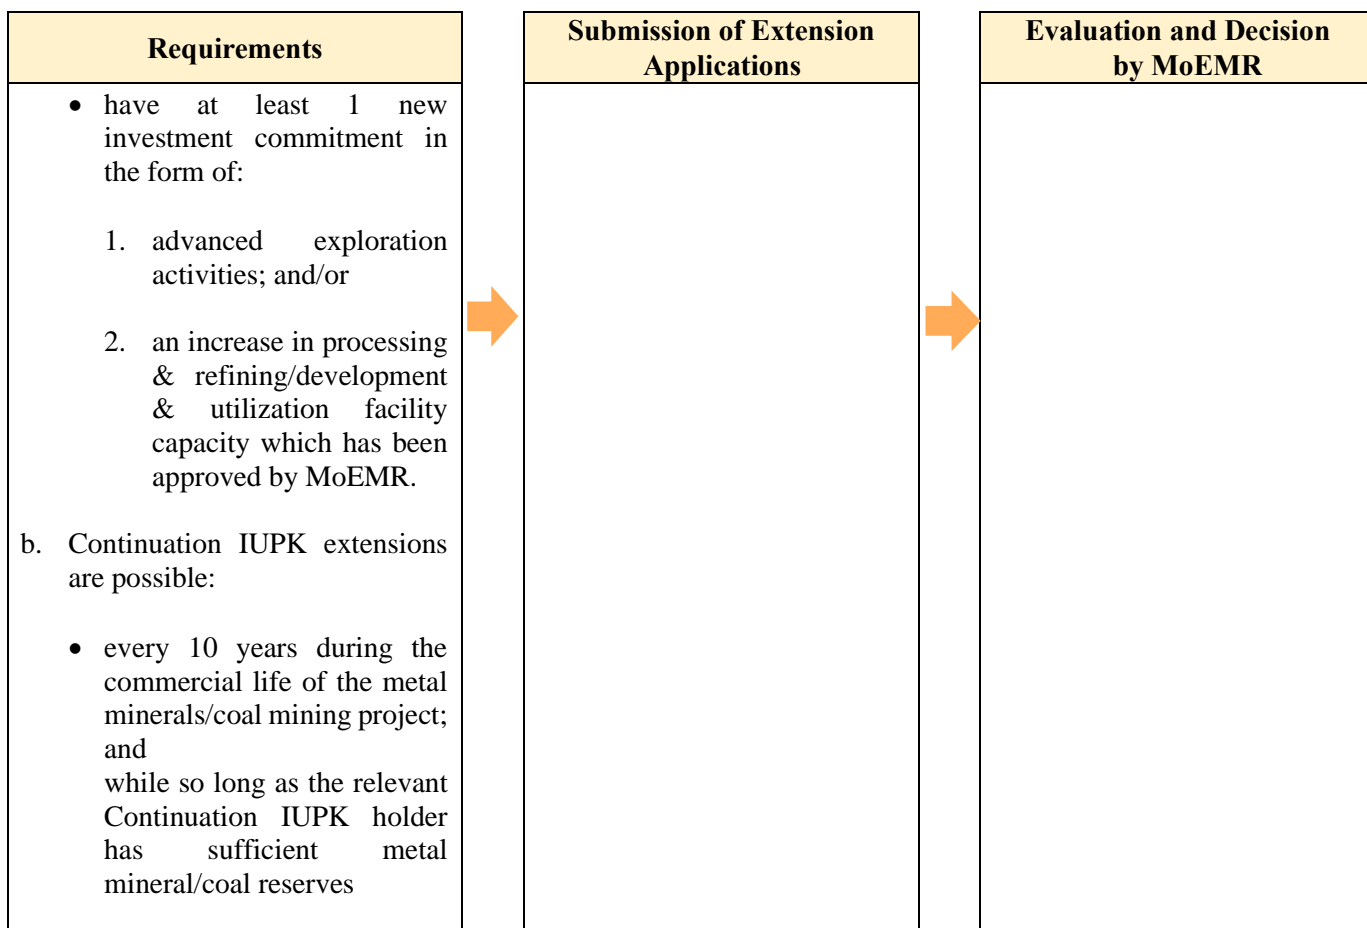 Requirements
Submission of Extension
Applications
Evaluation and Decision
by MoEMR
• have at least 1 new
investment commitment in
the form of:
1. advanced exploration
activities; and/or
2. an increase in processing
& refining/development
& utilization facility
capacity which has been
approved by MoEMR.
b. Continuation IUPK extensions
are possible:
• every 10 years during the
commercial life of the metal
minerals/coal mining project;
and
while so long as the relevant
Continuation IUPK holder
has sufficient metal
mineral/coal reserves